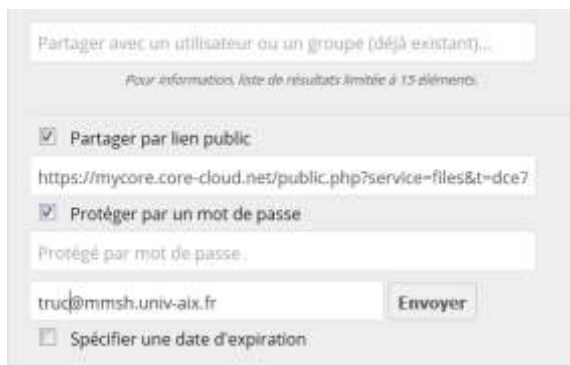 Partager avec un utilisateur ou un groupe (déjà existant)...
Pour information, liste de résultats limitée à 15 éléments.
Partager par lien public
https://mycore.core-cloud.net/public.php?service=files&t=dce7
Protéger par un mot de passe
Protégé par mot de passe
truc@mmsh.univ-aix.fr
Envoyer
Spécifier une date d'expiration